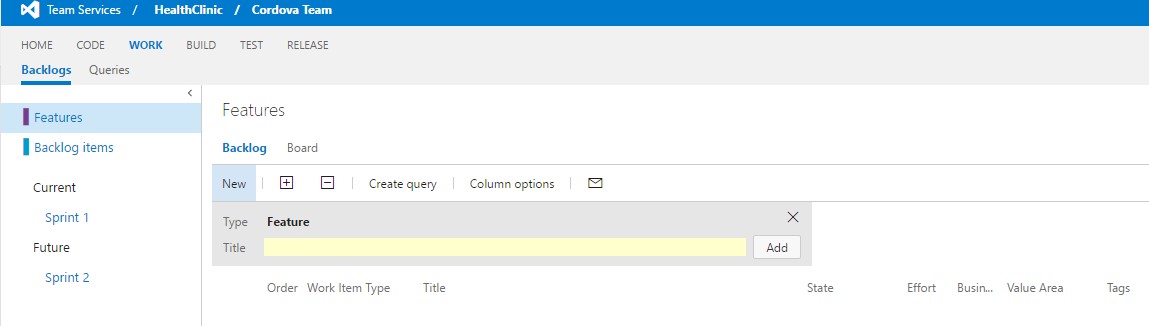 Team Services / HealthClinic / Cordova Team
HOME CODE WORK BUILD TEST RELEASE
Backlogs Queries
Features
Backlog items
Current
Sprint 1
Future
Sprint 2
Features
Backlog Board
New Create query Column options
Type Feature
Title Add
Order Work Item Type Title State Effort Busin... Value Area Tags